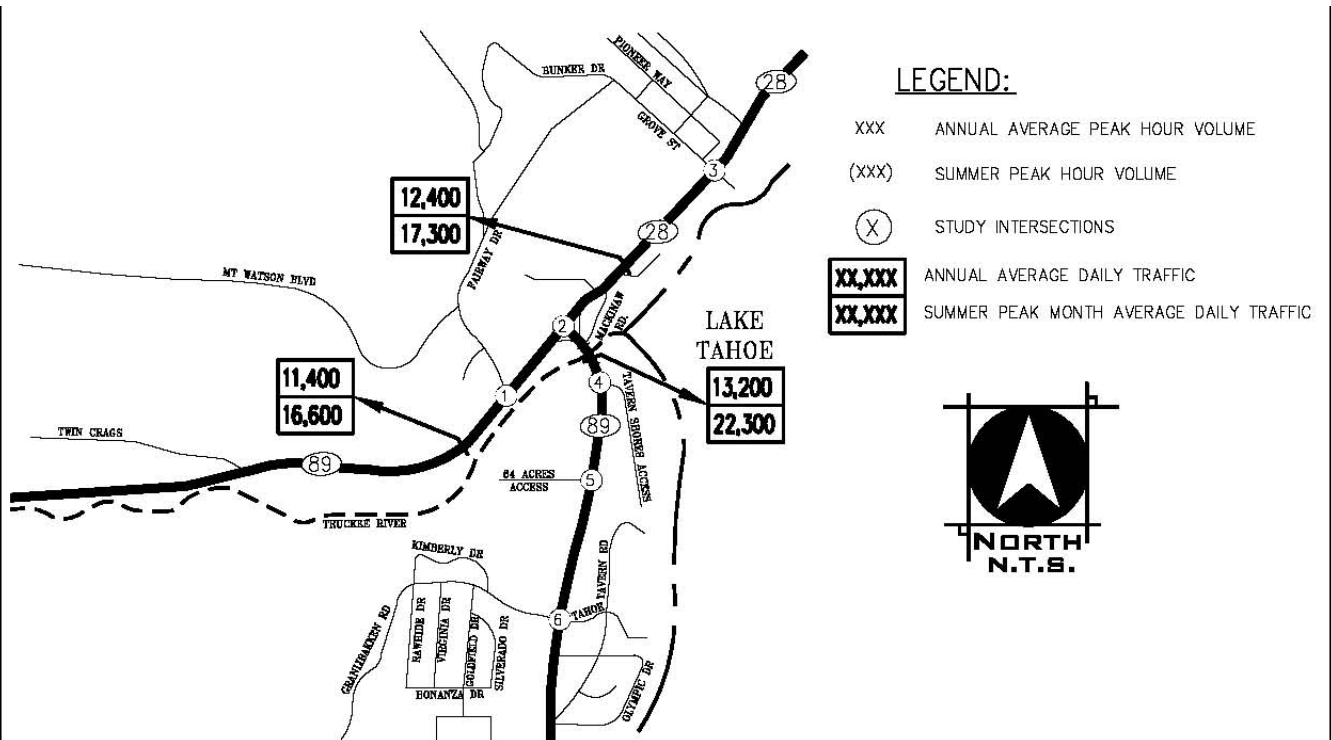 PIONEER WAY
BUNKER DR
28
LEGEND:
XXX ANNUAL AVERAGE PEAK HOUR VOLUME
GROVE ST
3
(XXX) SUMMER PEAK HOUR VOLUME
12,400
17,300
28
X STUDY INTERSECTIONS
FAIRWAY DR
MT WATSON BLVD
XX,XXX ANNUAL AVERAGE DAILY TRAFFIC
XX,XXX SUMMER PEAK MONTH AVERAGE DAILY TRAFFIC
MACKINAW
RD.
2
LAKE
TAHOE
11,400
16,600
1
4
13,200
22,300
TAVERN SHORES ACCESS
TWIN CRAGS
89
89
64 ACRES
ACCESS
5
TRUCKEE RIVER
NORTH
N.T.S.
KIMBERLY DR
TAHOE TAVERN RD
6
GRANLIBAKKEN RD
RAWHIDE DR
VIRGINIA DR
GOLDFIELD DR
SILVERADO DR
BONANZA DR
OLYMPIC DR